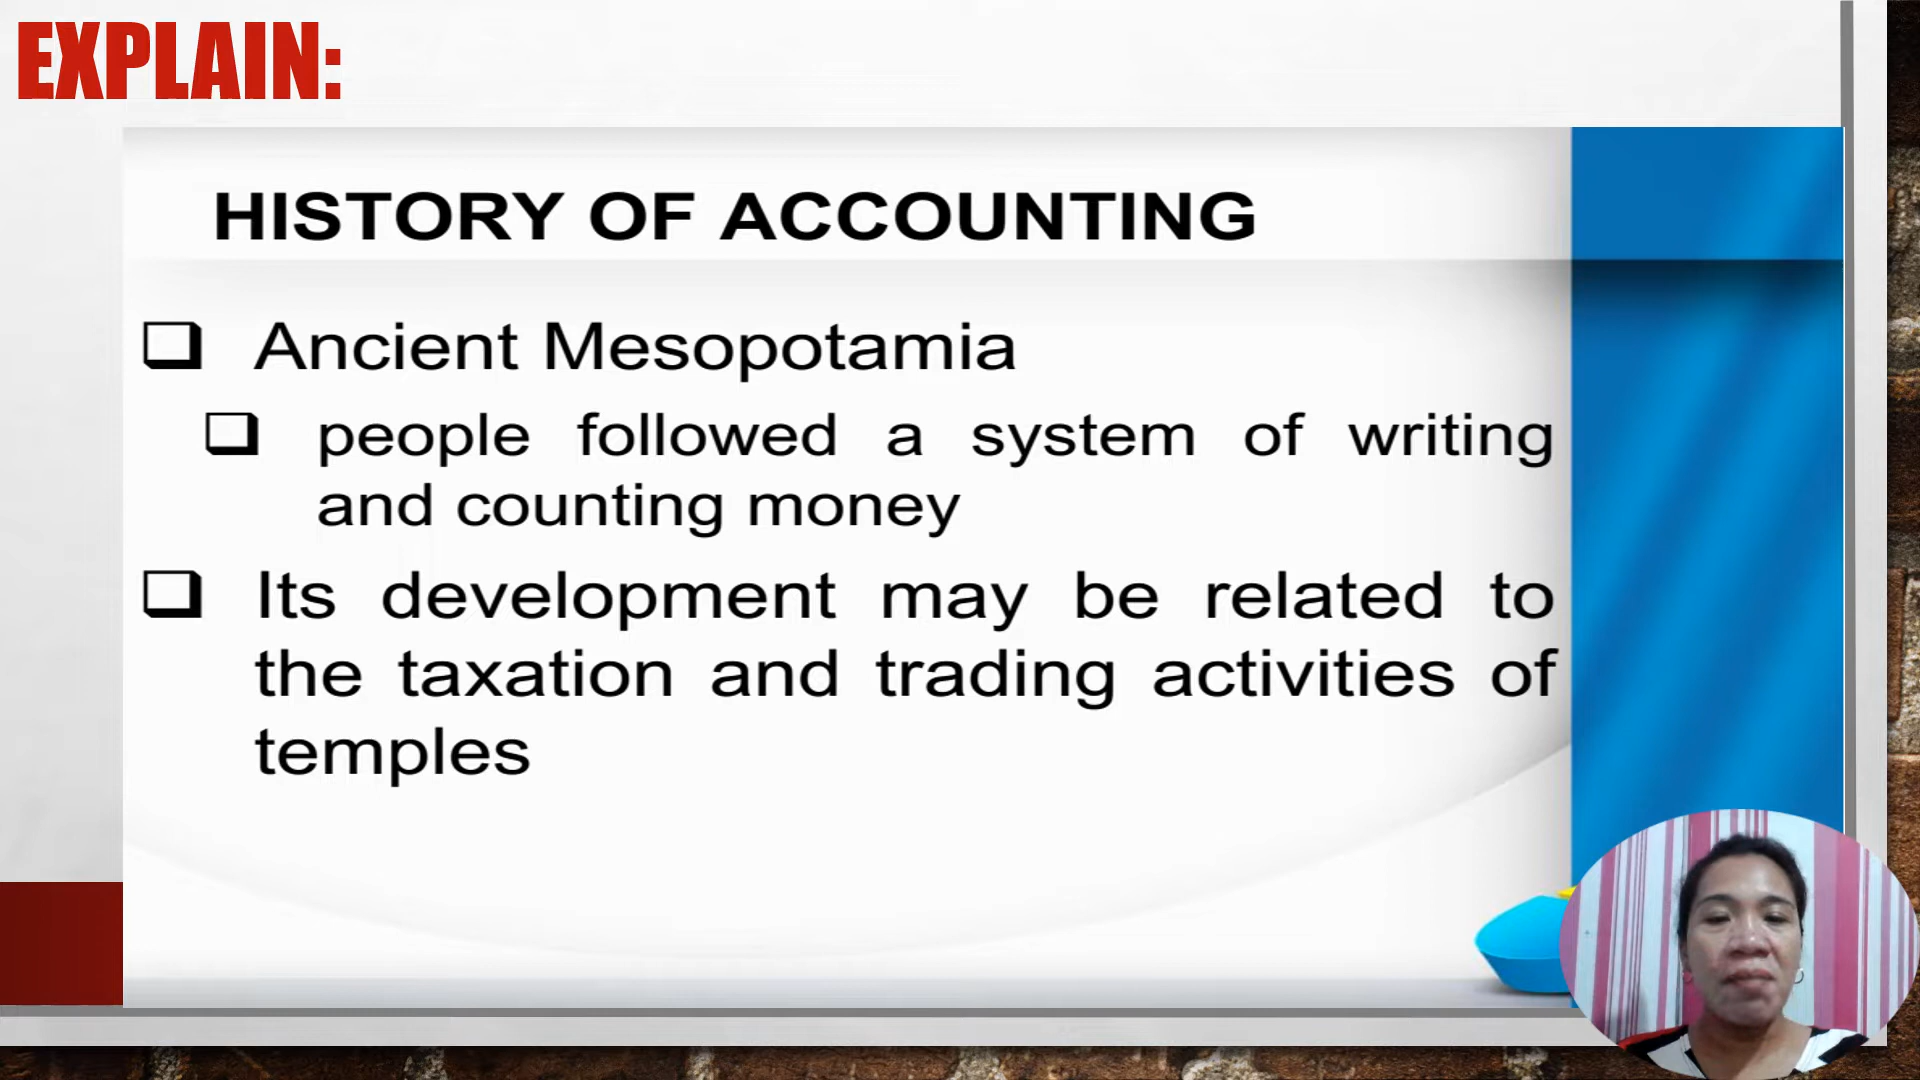 EXPLAIN:
HISTORY OF ACCOUNTING
Ancient Mesopotamia
people followed a system of writing
and counting money
Its development may be related to
the taxation and trading activities of
temples